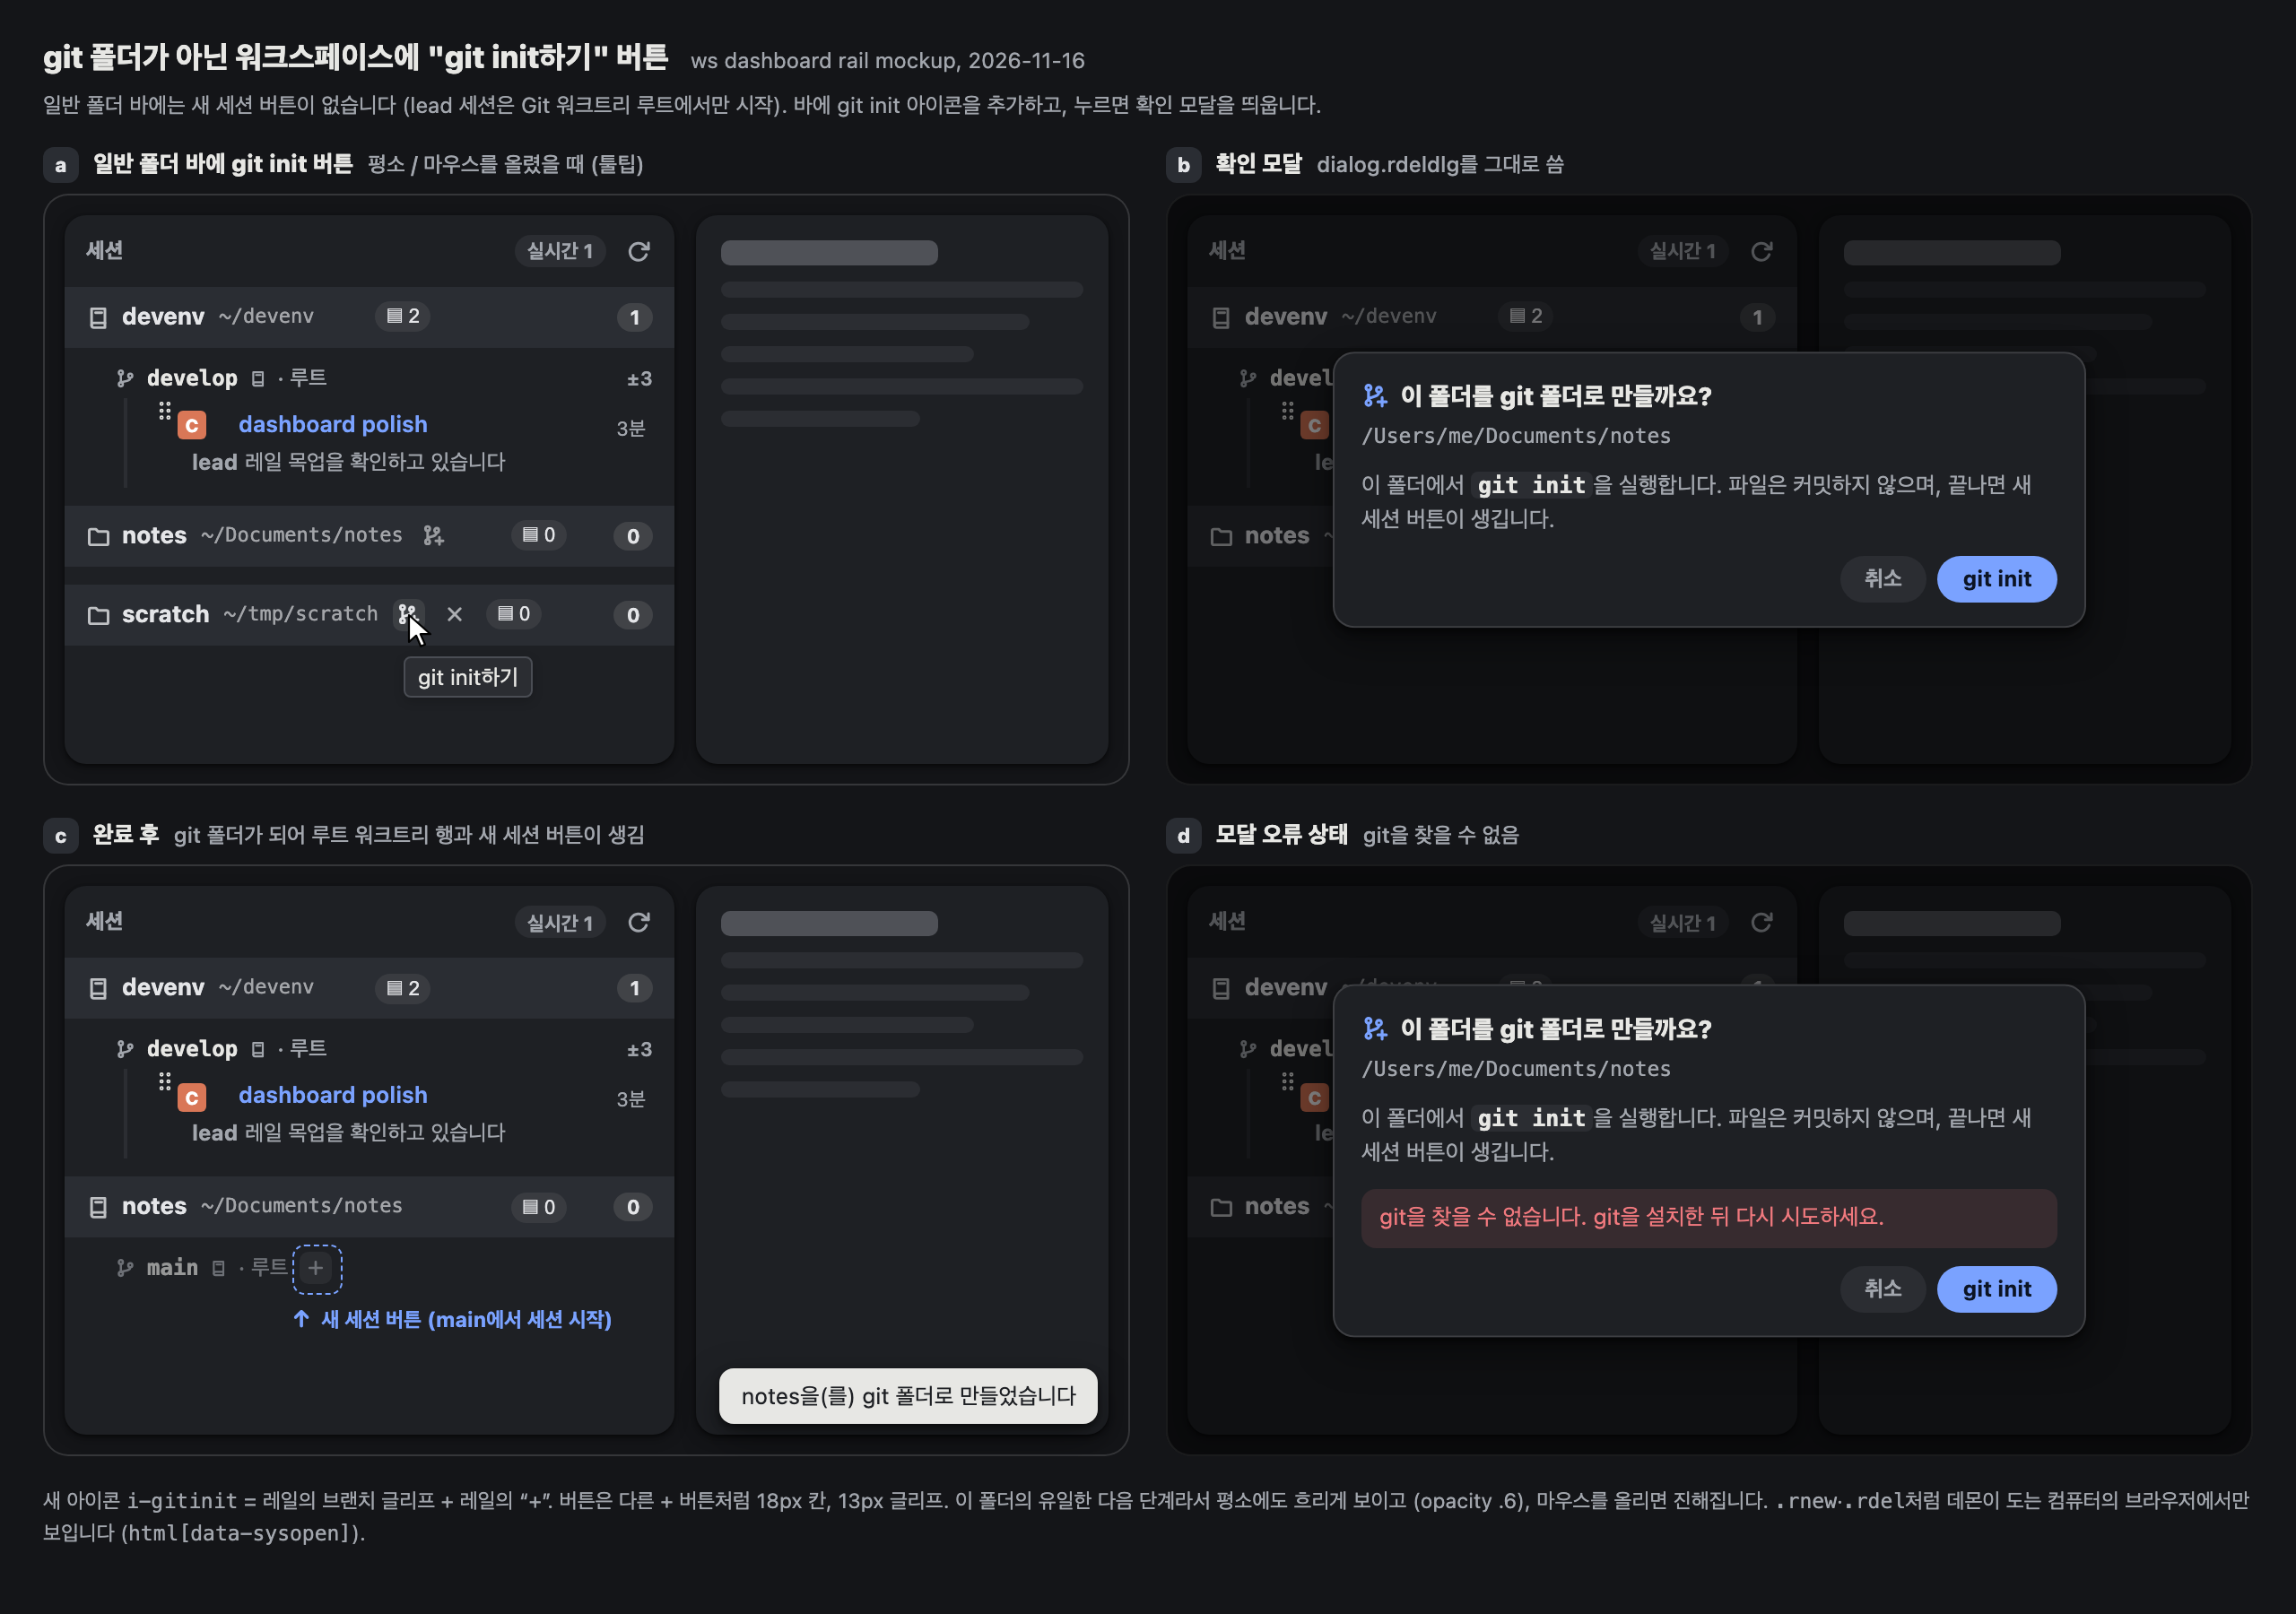 git 폴더가 아닌 워크스페이스에 "git init하기" 버튼 ws dashboard rail mockup, 2026-11-16
일반 폴더 바에는 새 세션 버튼이 없습니다 (lead 세션은 Git 워크트리 루트에서만 시작). 바에 git init 아이콘을 추가하고, 누르면 확인 모달을 띄웁니다.
a 일반 폴더 바에 git init 버튼 평소 / 마우스를 올렸을 때 (툴팁)
세션 실시간 1
devenv ~/devenv 2 1
develop · 루트 ±3
C dashboard polish 3분
lead 레일 목업을 확인하고 있습니다
notes ~/Documents/notes 0 0
scratch ~/tmp/scratch 0 0
git init하기
b 확인 모달 dialog.rdeldlg를 그대로 씀
세션 실시간 1
devenv ~/devenv 2 1
devel
C
le
notes ~
이 폴더를 git 폴더로 만들까요?
/Users/me/Documents/notes
이 폴더에서 git init을 실행합니다. 파일은 커밋하지 않으며, 끝나면 새
세션 버튼이 생깁니다.
취소 git init
c 완료 후 git 폴더가 되어 루트 워크트리 행과 새 세션 버튼이 생김
세션 실시간 1
devenv ~/devenv 2 1
develop · 루트 ±3
C dashboard polish 3분
lead 레일 목업을 확인하고 있습니다
notes ~/Documents/notes 0 0
main · 루트 +
↑ 새 세션 버튼 (main에서 세션 시작)
notes을(를) git 폴더로 만들었습니다
d 모달 오류 상태 git을 찾을 수 없음
세션 실시간 1
devenv
devel
C
le
notes ~
이 폴더를 git 폴더로 만들까요?
/Users/me/Documents/notes
이 폴더에서 git init을 실행합니다. 파일은 커밋하지 않으며, 끝나면 새
세션 버튼이 생깁니다.
git을 찾을 수 없습니다. git을 설치한 뒤 다시 시도하세요.
취소 git init
새 아이콘 i-gitinit = 레일의 브랜치 글리프 + 레일의 “+”. 버튼은 다른 + 버튼처럼 18px 칸, 13px 글리프. 이 폴더의 유일한 다음 단계라서 평소에도 흐리게 보이고 (opacity .6), 마우스를 올리면 진해집니다. .rnew·.rdel처럼 데몬이 도는 컴퓨터의 브라우저에서만
보입니다 (html[data-sysopen]).